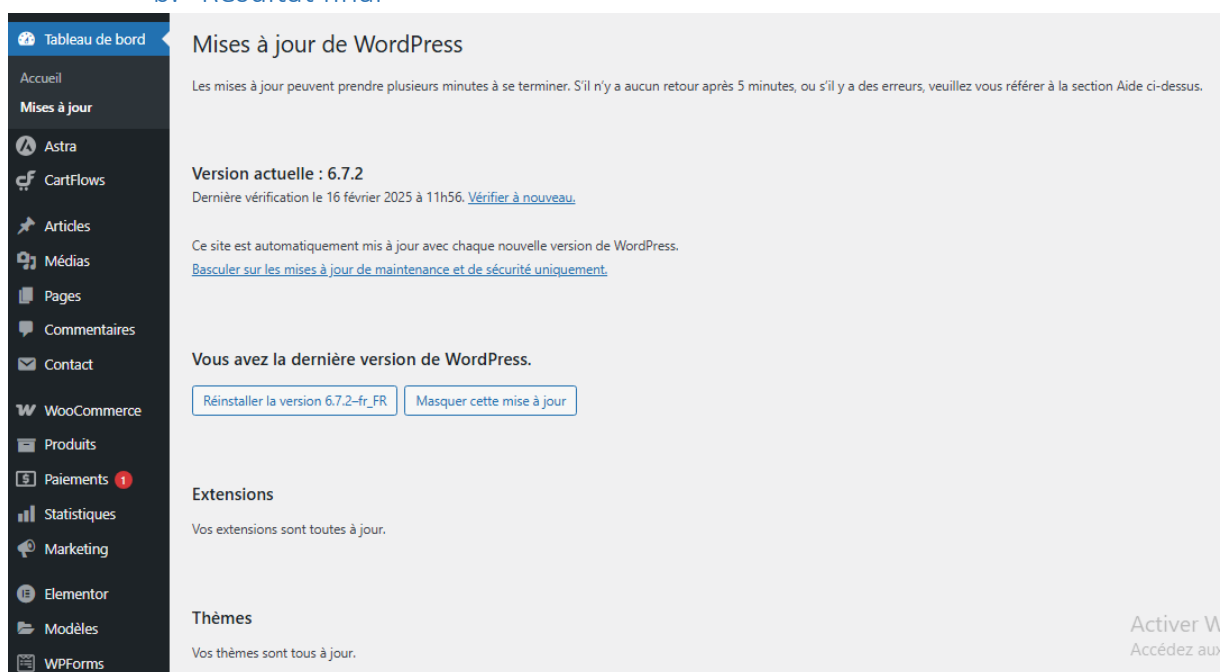 b. Résultat final
Tableau de bord
Accueil
Mises à jour
Astra
CartFlows
Articles
Médias
Pages
Commentaires
Contact
WooCommerce
Produits
Paiements 1
Statistiques
Marketing
Elementor
Modèles
WPForms
Mises à jour de WordPress
Les mises à jour peuvent prendre plusieurs minutes à se terminer. S'il n'y a aucun retour après 5 minutes, ou s'il y a des erreurs, veuillez vous référer à la section Aide ci-dessus.
Version actuelle : 6.7.2
Dernière vérification le 16 février 2025 à 11h56. Vérifier à nouveau.
Ce site est automatiquement mis à jour avec chaque nouvelle version de WordPress.
Basculer sur les mises à jour de maintenance et de sécurité uniquement.
Vous avez la dernière version de WordPress.
Réinstaller la version 6.7.2–fr_FR Masquer cette mise à jour
Extensions
Vos extensions sont toutes à jour.
Thèmes
Vos thèmes sont tous à jour.
Activer W
Accédez aux